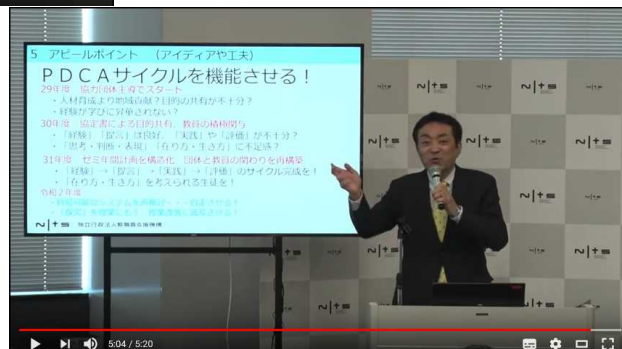 5 アピールポイント （アイディアや工夫）
PDCAサイクルを機能させる！
29年度 協力団体主導でスタート
・人材育成より地域貢献？目的の共有が不十分？
・経験が学びに昇華されない？
30年度 協定書による目的共有、教員の積極関与
・「経験」「提言」は良好、「実践」や「評価」が不十分？
・「思考・判断・表現」「在り方・生き方」に不足感？
31年度 ゼミ年間計画を構造化 団体と教員の関わりを再構築
・「経験」→「提言」→「実践」→「評価」のサイクル完成を！
・「在り方・生き方」を考えられる生徒を！
令和2年度
NITS 独立行政法人教職員支援機構
5:04 / 5:20